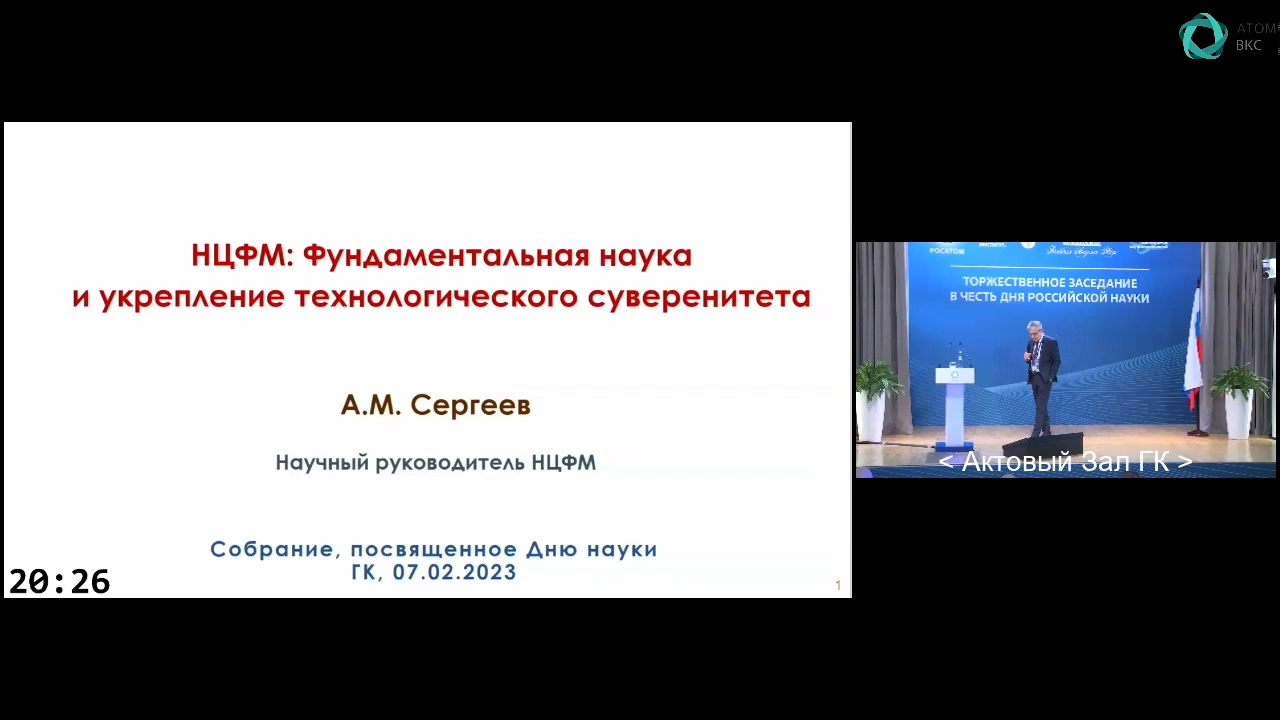 АТОМ
ВКС
НЦФМ: Фундаментальная наука
и укрепление технологического суверенитета
А.М. Сергеев
Научный руководитель НЦФМ
Собрание, посвященное Дню науки
ГК, 07.02.2023
20:26
1
РОСАТОМ
ТОРЖЕСТВЕННОЕ ЗАСЕДАНИЕ
В ЧЕСТЬ ДНЯ РОССИЙСКОЙ НАУКИ
< Актовый Зал ГК >